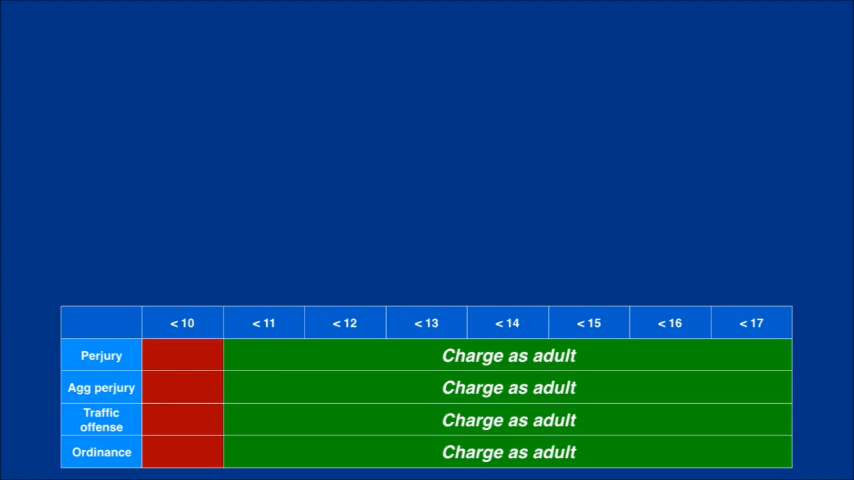 < 10 < 11 < 12 < 13 < 14 < 15 < 16 < 17
Perjury Charge as adult
Agg perjury Charge as adult
Traffic
offense Charge as adult
Ordinance Charge as adult